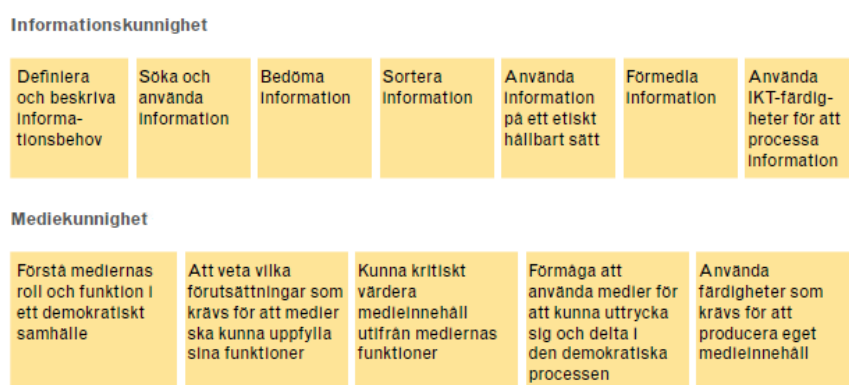 Informationskunnighet
Definiera
och beskriva
informa-
tionsbehov
Söka och
använda
information
Bedöma
information
Sortera
information
Använda
information
på ett etiskt
hållbart sätt
Förmedla
information
Använda
IKT-färdig-
heter för att
processa
information
Mediekunnighet
Förstå mediernas
roll och funktion i
ett demokratiskt
samhälle
Att veta vilka
förutsättningar som
krävs för att medier
ska kunna uppfylla
sina funktioner
Kunna kritiskt
värdera
medieinnehåll
utifrån mediernas
funktioner
Förmåga att
använda medier för
att kunna uttrycka
sig och delta i
den demokratiska
processen
Använda
färdigheter som
krävs för att
producera eget
medieinnehåll